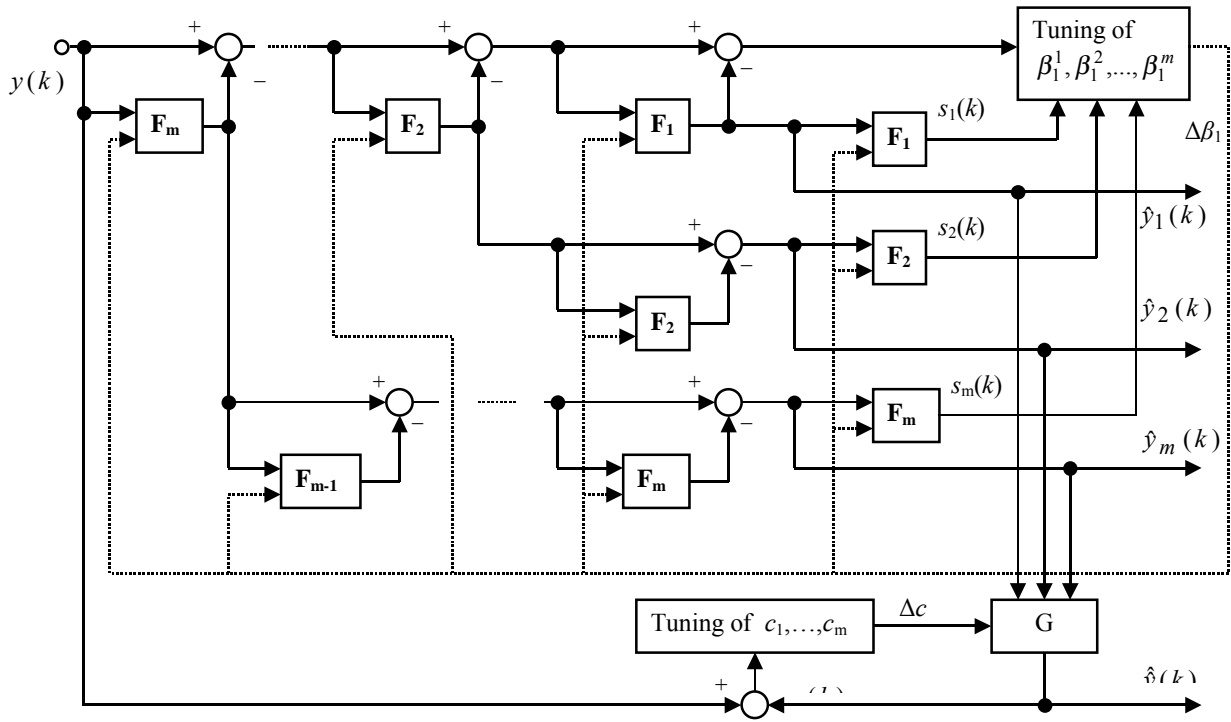 + + + Tuning of
β₁¹, β₁²,..., β₁ᵐ
y(k) − − −
Fm F₂ F₁ F₁ s₁(k) Δβ₁
ŷ₁(k)
+ F₂ s₂(k)
−
F₂ ŷ₂(k)
+ + Fm sm(k)
− −
ŷm(k)
Fm-1 Fm
Tuning of c₁,...,cm Δc G
+